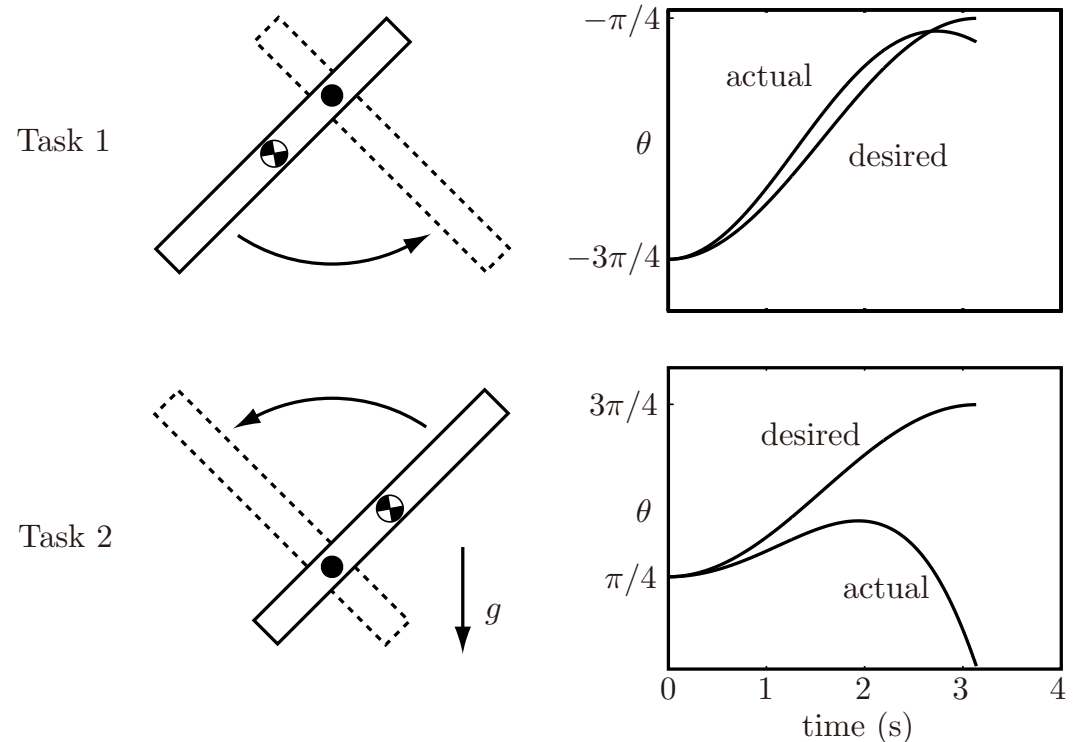 Task 1
−π/4
actual
θ
desired
−3π/4
Task 2
g
3π/4
desired
θ
π/4
actual
0 1 2 3 4
time (s)